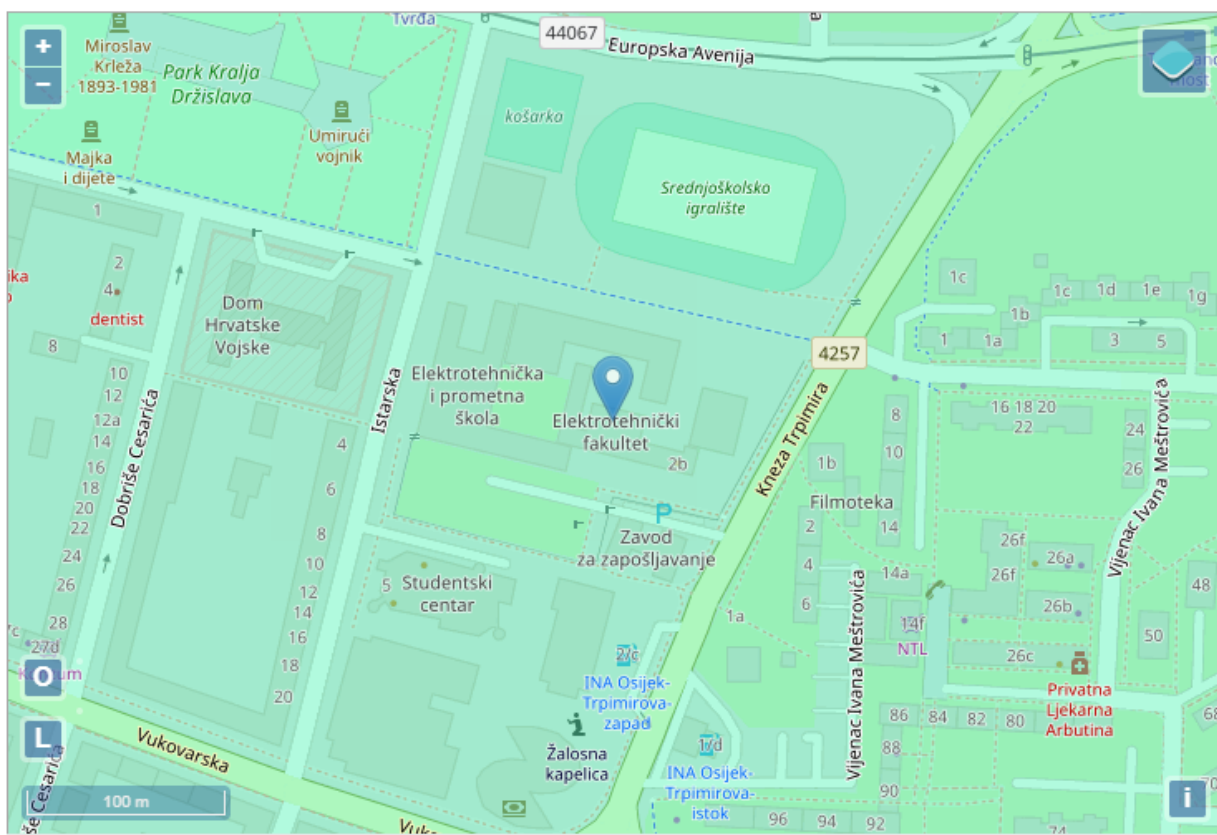 Tvrđa
44067
Europska Avenija
+
−
Miroslav
Krleža
1893-1981
Park Kralja
Držislava
Umirući
vojnik
Majka
i dijete
košarka
Srednjoškolsko
igralište
most
1
2
4
dentist
8
10
12
12a
14
16
18
20
22
24
26
28
27d
Dobriše Cesarića
Dom
Hrvatske
Vojske
Istarska
4
6
8
10
12
14
16
18
20
Elektrotehnička
i prometna
škola
Elektrotehnički
fakultet
2b
P
Zavod
za zapošljavanje
5
Studentski
centar
4257
Kneza Trpimira
1c
1c
1d
1e
1g
1b
1
1a
3
5
8
10
14
16 18 20
22
24
26
1b
Filmoteka
2
4
6
14a
14f
NTL
26f
26f
26a
26b
26c
48
50
Vijenac Ivana Meštrovića
Vijenac Ivana Meštrovića
1a
2/c
INA Osijek-
Trpimirova-
zapad
1/d
INA Osijek-
Trpimirova-
istok
Žalosna
kapelica
Privatna
Ljekarna
Arbutina
86
84
82
80
88
90
96
94
92
74
O
L
Vukovarska
100 m
i